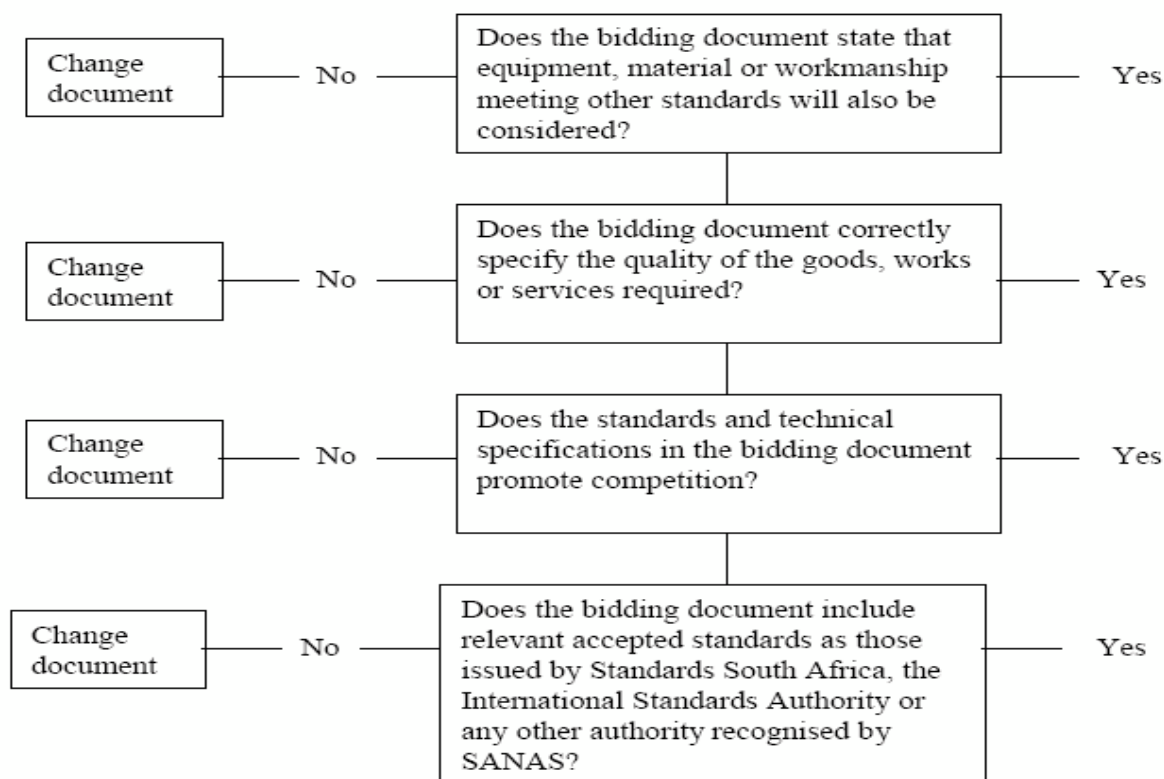 Does the bidding document state that
equipment, material or workmanship
meeting other standards will also be
considered?
Change
document
No
Yes
Does the bidding document correctly
specify the quality of the goods, works
or services required?
Change
document
No
Yes
Does the standards and technical
specifications in the bidding document
promote competition?
Change
document
No
Yes
Does the bidding document include
relevant accepted standards as those
issued by Standards South Africa, the
International Standards Authority or
any other authority recognised by
SANAS?
Change
document
No
Yes